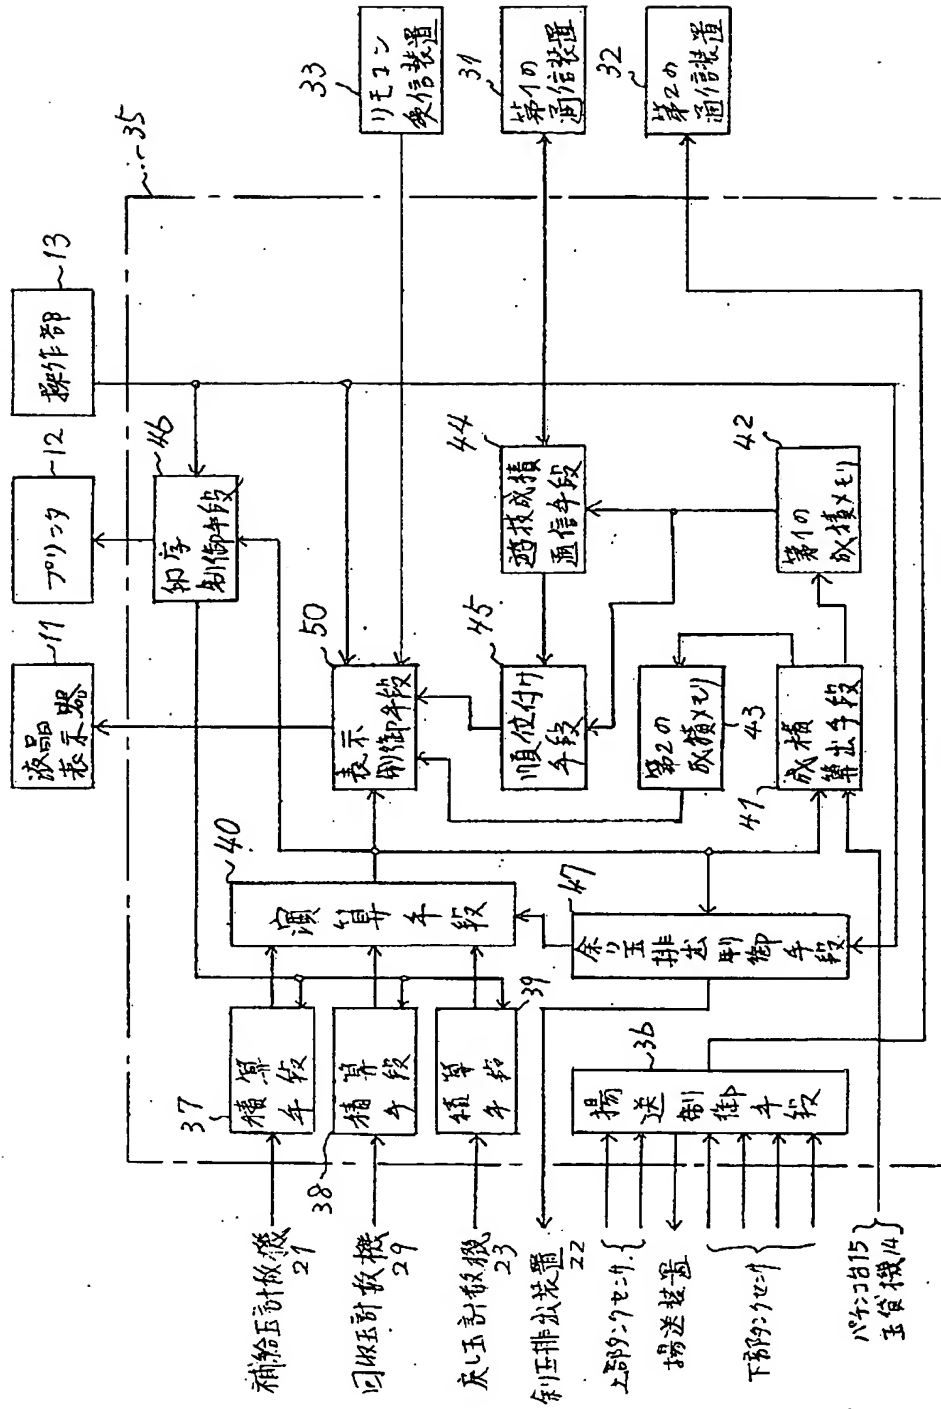 液晶
表示器
11
プリンタ
12
操作部
13
35
33
リモコン
受信装置
31
第1の
通信装置
32
第2の
通信装置
46
印字
制御手段
50
表示
制御手段
44
遊技成績
通信手段
45
順位付け
手段
42
第1の
成績メモリ
第2の
成績メモリ
43
41
成績
算出手段
40
演算手段
37
積算
手段
38
積算
手段
39
積算
手段
47
余り玉排出制御手段
36
揚送制御手段
補給玉計数機
21
回収玉計数機
29
戻し玉計数機
23
余り玉排出装置
22
上部タンクセンサ
揚送装置
下部タンクセンサ
パチンコ台15
玉貸機14